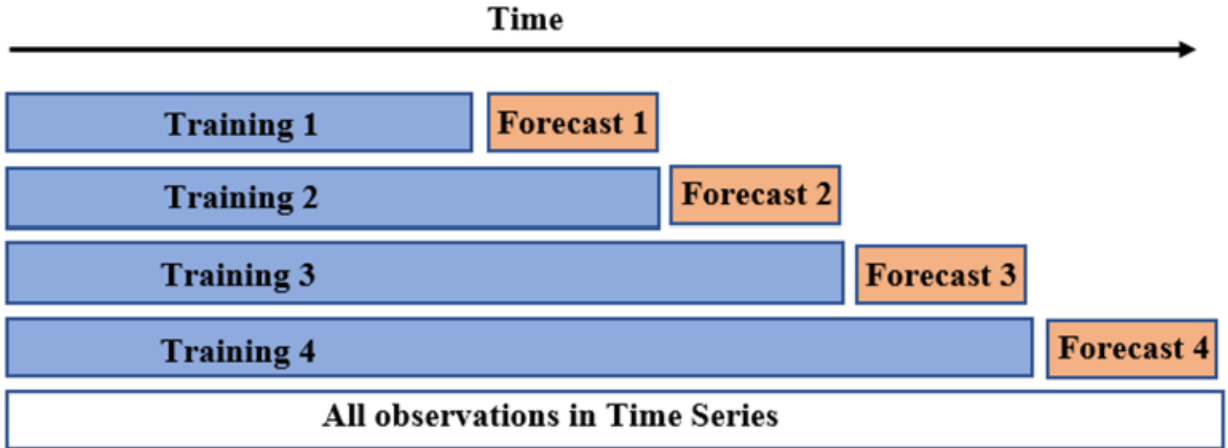 Time
Training 1 Forecast 1
Training 2 Forecast 2
Training 3 Forecast 3
Training 4 Forecast 4
All observations in Time Series